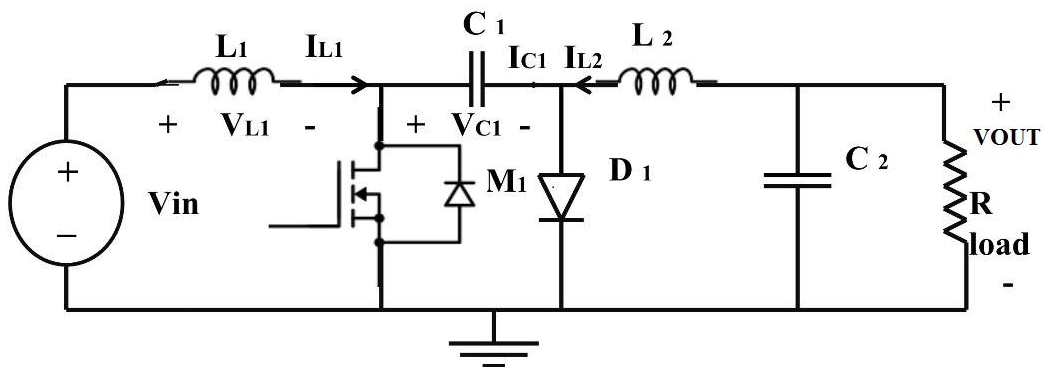 C 1
L1 IL1 IC1 IL2 L 2
+ VL1 - + VC1 - +
VOUT
+ Vin M1 D 1 C 2
R
−
load
-